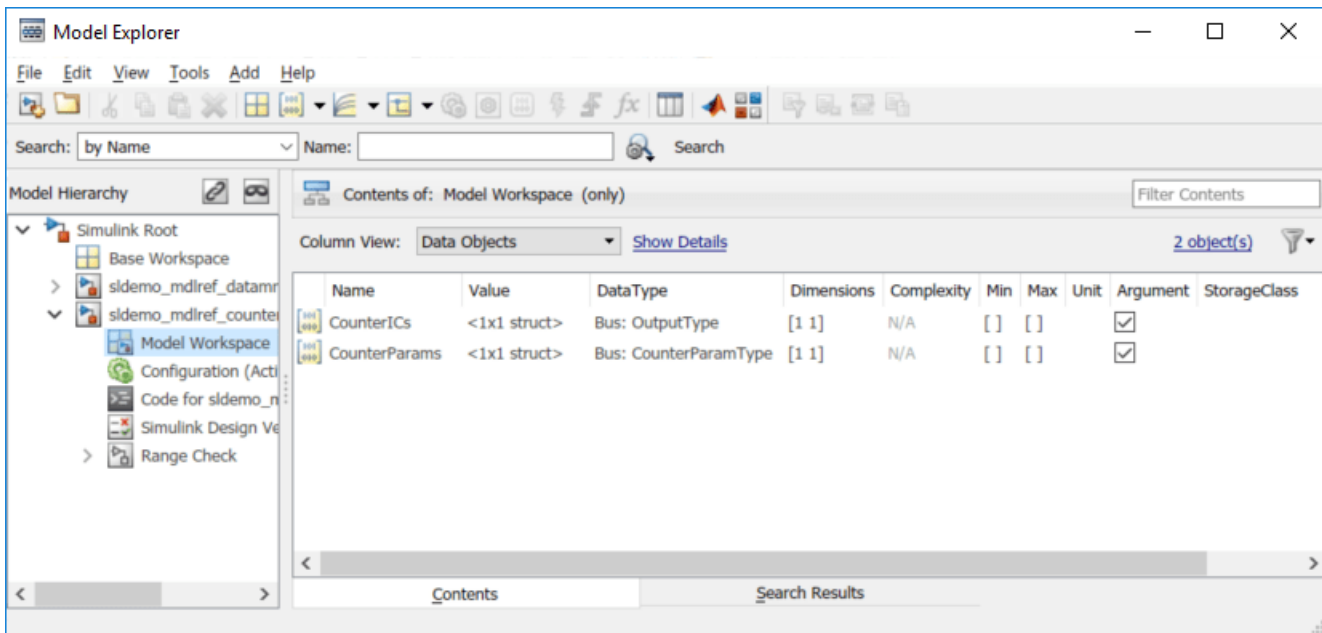 Model Explorer
File Edit View Tools Add Help
fx
Search: by Name Name: Search
Model Hierarchy
Contents of: Model Workspace (only)
Filter Contents
Simulink Root
Base Workspace
sldemo_mdlref_datamr
sldemo_mdlref_counter
Model Workspace
Configuration (Acti
Code for sldemo_m
Simulink Design Ve
Range Check
Column View: Data Objects Show Details 2 object(s)
Name Value DataType Dimensions Complexity Min Max Unit Argument StorageClass
CounterICs <1x1 struct> Bus: OutputType [1 1] N/A [ ] [ ]
CounterParams <1x1 struct> Bus: CounterParamType [1 1] N/A [ ] [ ]
Contents Search Results